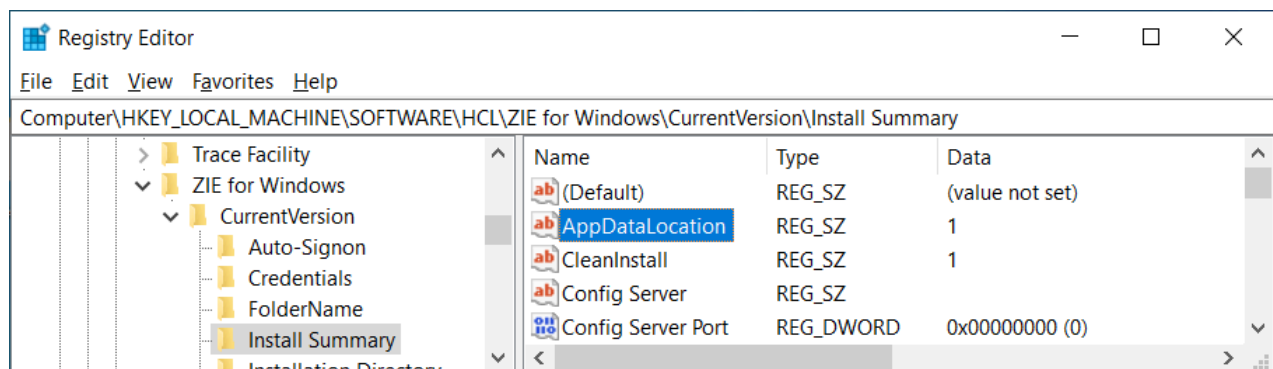 Registry Editor
File Edit View Favorites Help
Computer\HKEY_LOCAL_MACHINE\SOFTWARE\HCL\ZIE for Windows\CurrentVersion\Install Summary
Trace Facility
ZIE for Windows
CurrentVersion
Auto-Signon
Credentials
FolderName
Install Summary
Installation Directory
Name Type Data
(Default) REG_SZ (value not set)
AppDataLocation REG_SZ 1
CleanInstall REG_SZ 1
Config Server REG_SZ
Config Server Port REG_DWORD 0x00000000 (0)